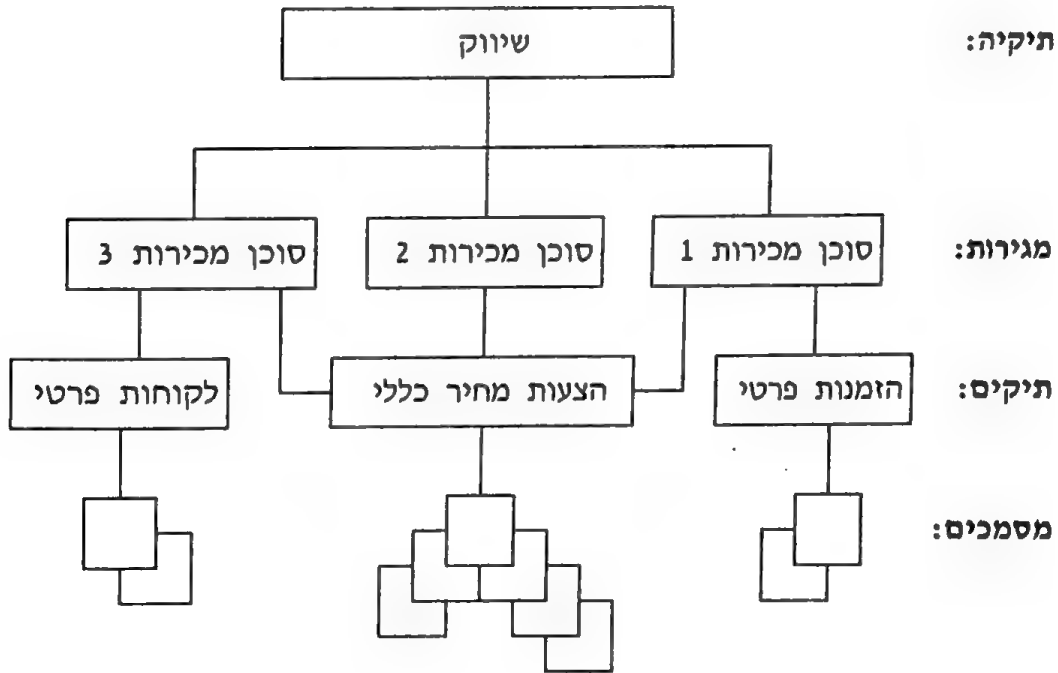 תיקיה:
שיווק
מגירות:
סוכן מכירות 1
סוכן מכירות 2
סוכן מכירות 3
תיקים:
הזמנות פרטי
הצעות מחיר כללי
לקוחות פרטי
מסמכים: